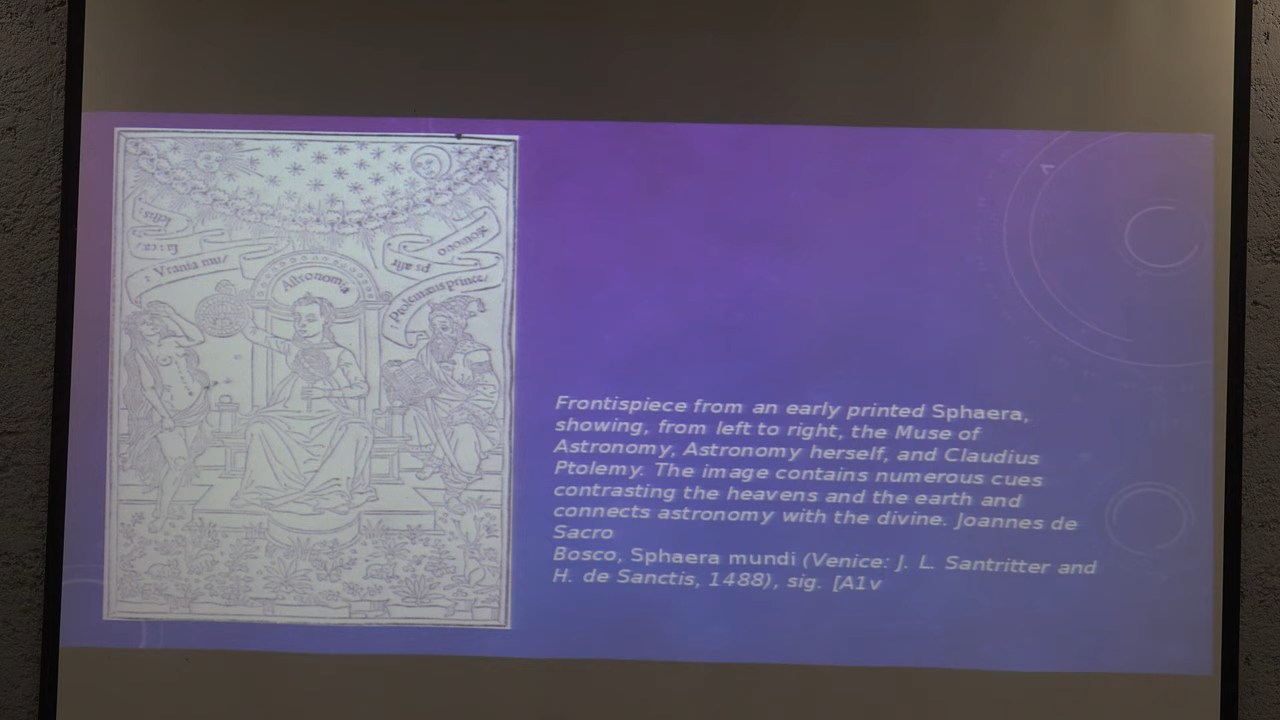 : Vrania mu/
Astronomia
: Ptolemaus prince/
Frontispiece from an early printed Sphaera,
showing, from left to right, the Muse of
Astronomy, Astronomy herself, and Claudius
Ptolemy. The image contains numerous cues
contrasting the heavens and the earth and
connects astronomy with the divine. Joannes de
Sacro
Bosco, Sphaera mundi (Venice: J. L. Santritter and
H. de Sanctis, 1488), sig. [A1v